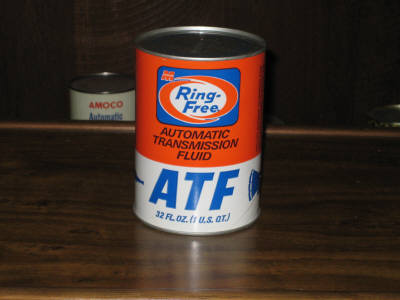 Ring-
Free
AUTOMATIC
TRANSMISSION
FLUID
ATF
32 FL. OZ. (1 U.S. QT.)
AMOCO
Automatic